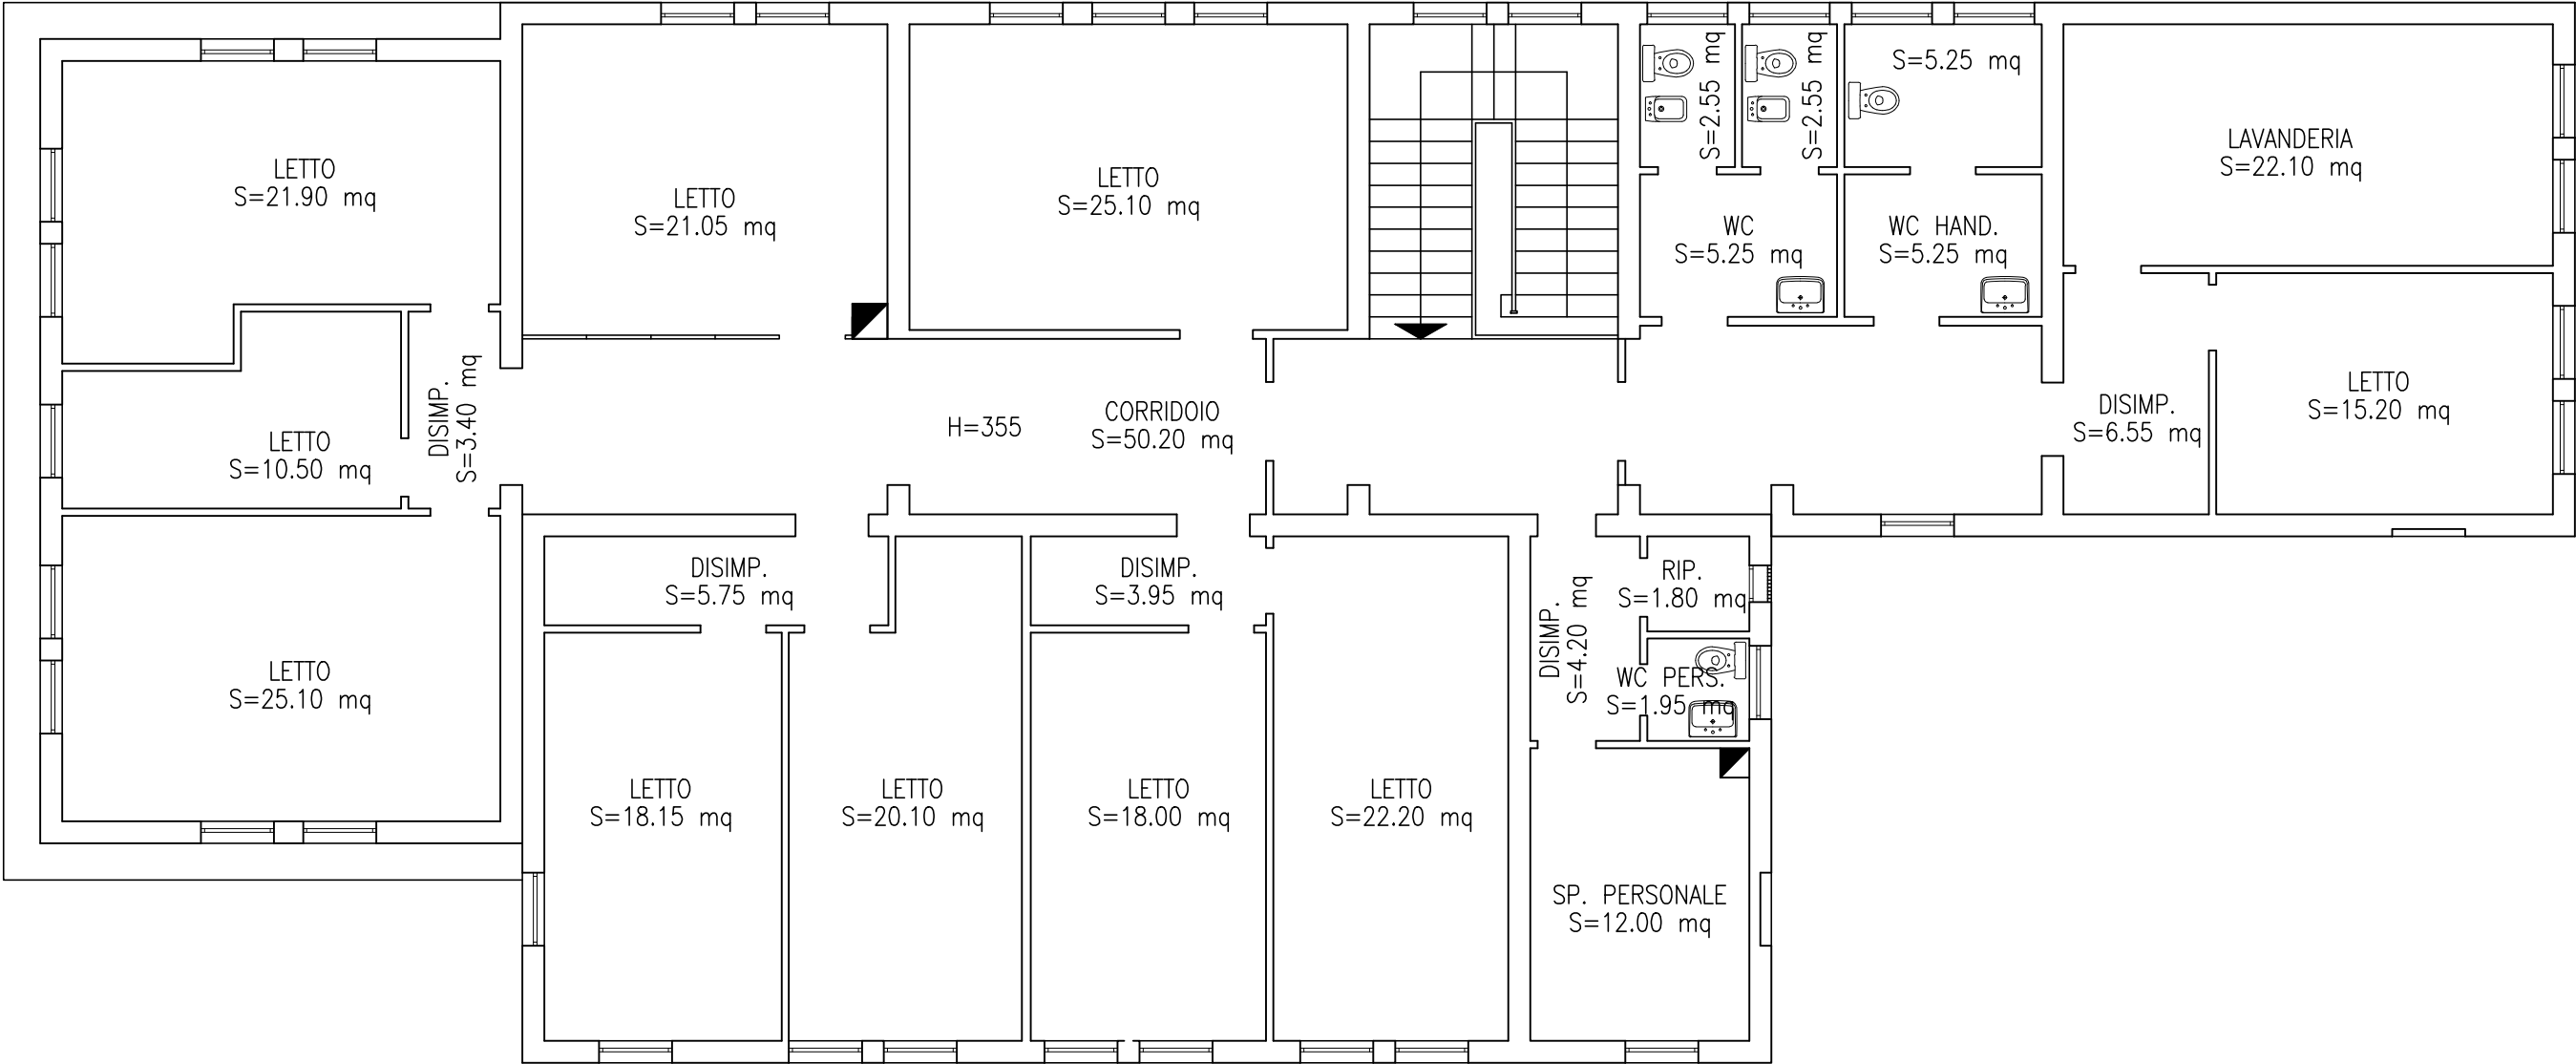 S=2.55 mq
S=2.55 mq
S=5.25 mq
LETTO
S=21.90 mq
LETTO
S=21.05 mq
LETTO
S=25.10 mq
WC
S=5.25 mq
WC HAND.
S=5.25 mq
LAVANDERIA
S=22.10 mq
LETTO
S=10.50 mq
DISIMP.
S=3.40 mq
H=355
CORRIDOIO
S=50.20 mq
DISIMP.
S=6.55 mq
LETTO
S=15.20 mq
LETTO
S=25.10 mq
DISIMP.
S=5.75 mq
DISIMP.
S=3.95 mq
DISIMP.
S=4.20 mq
RIP.
S=1.80 mq
WC PERS.
S=1.95 mq
LETTO
S=18.15 mq
LETTO
S=20.10 mq
LETTO
S=18.00 mq
LETTO
S=22.20 mq
SP. PERSONALE
S=12.00 mq